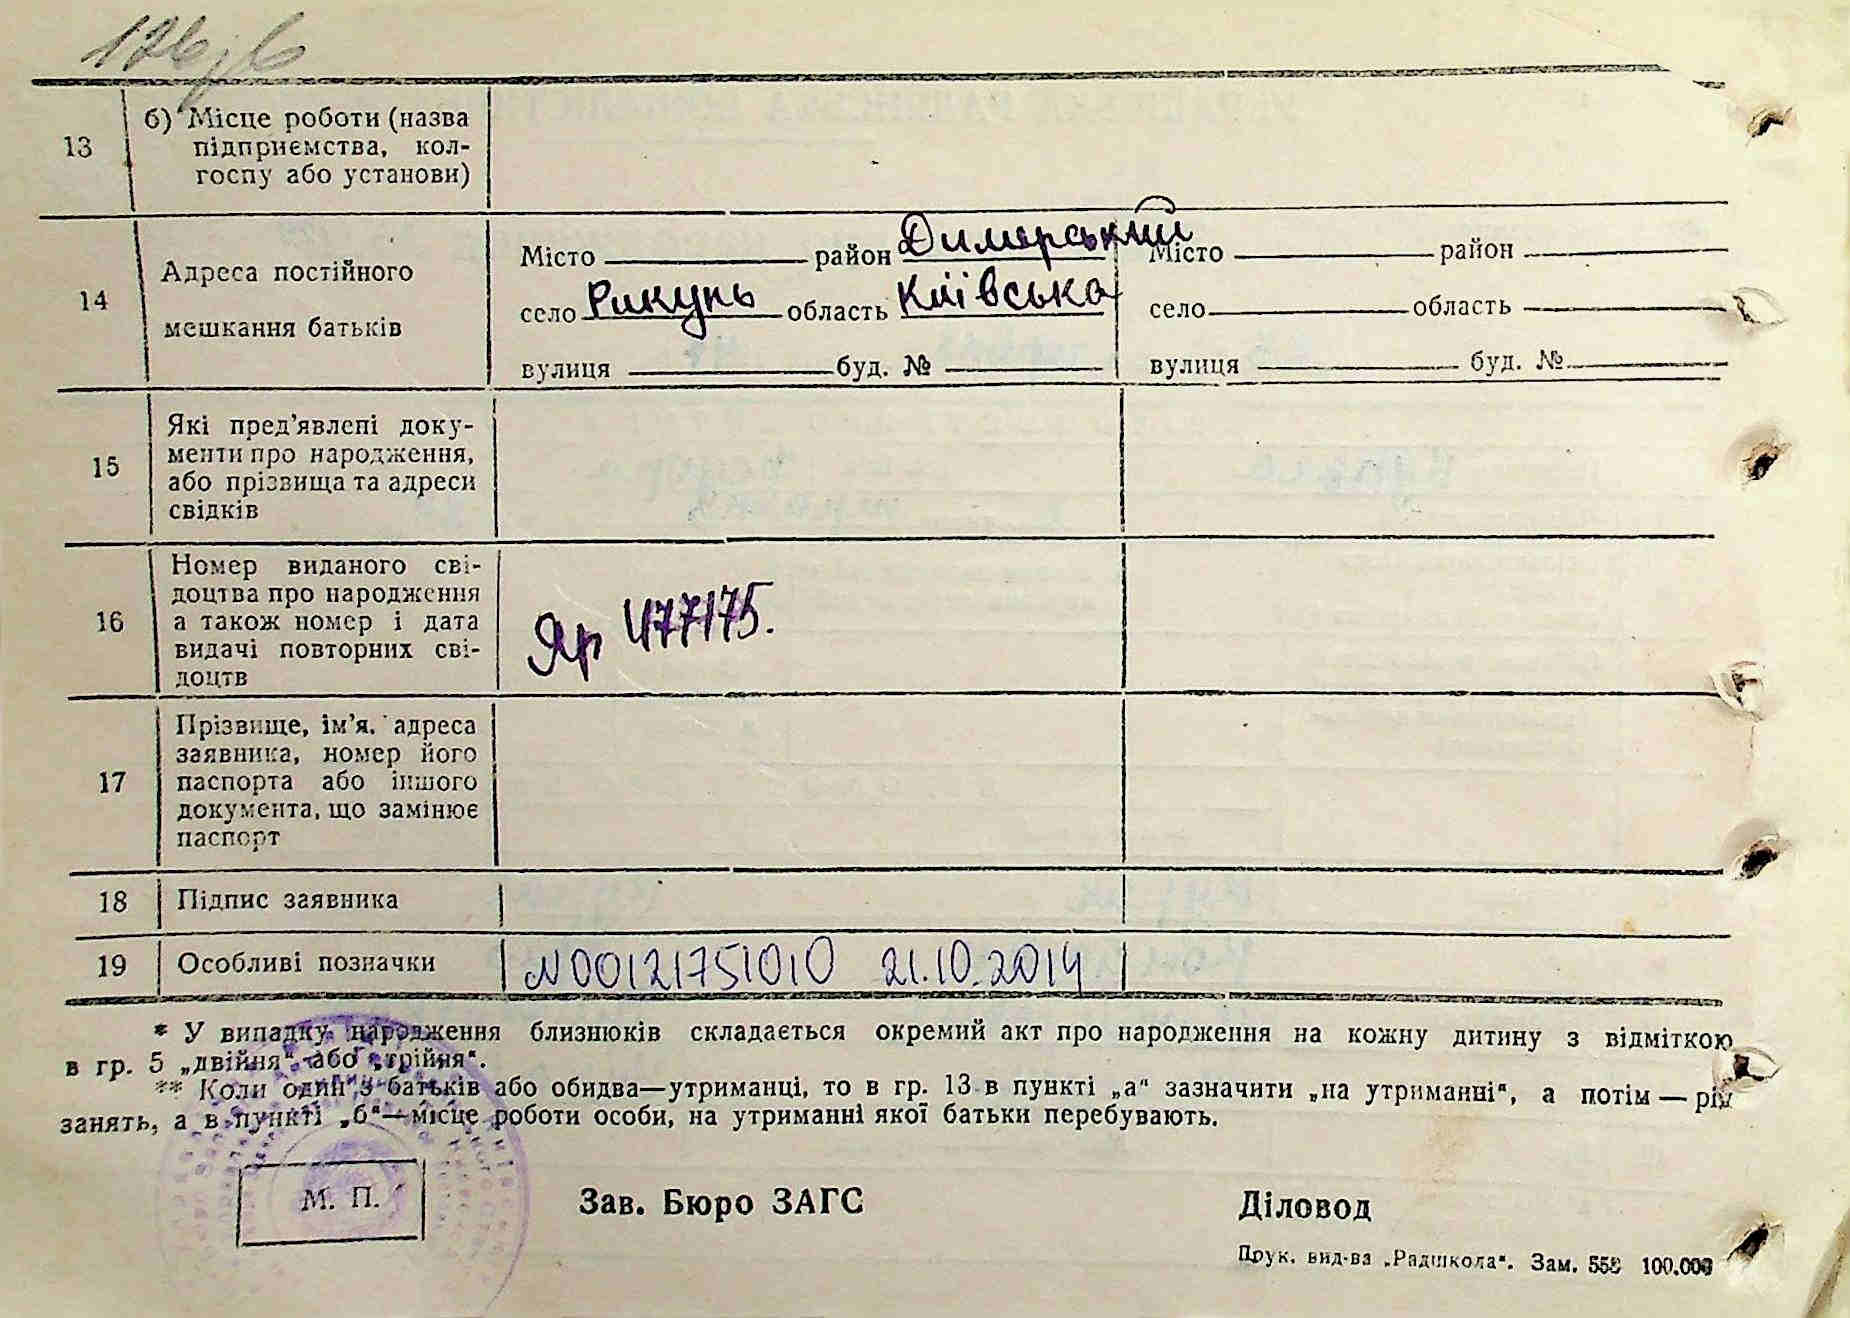 13
б) Місце роботи (назва
підприємства, кол-
госпу або установи)
14
Адреса постійного
мешкання батьків
Місто район Димерський
село Рикунь область Київська
вулиця буд. №
Місто район
село область
вулиця буд. №
15
Які пред'явлені доку-
менти про народження,
або прізвища та адреси
свідків
16
Номер виданого сві-
доцтва про народження
а також номер і дата
видачі повторних сві-
доцтв
Яр 477175.
17
Прізвище, ім'я. адреса
заявника, номер його
паспорта або іншого
документа, що замінює
паспорт
18
Підпис заявника
19
Особливі позначки
N00121751010 21.10.2014
* У випадку народження близнюків складається окремий акт про народження на кожну дитину з відміткою
в гр. 5 „двійня“ або „трійня“.
** Коли один з батьків або обидва—утриманці, то в гр. 13 в пункті „а“ зазначити „на утриманні“, а потім — рід
занять, а в пункті „б“—місце роботи особи, на утриманні якої батьки перебувають.
М. П.
Зав. Бюро ЗАГС
Діловод
Прук. вид-ва „Радшкола“. Зам. 558 100.000